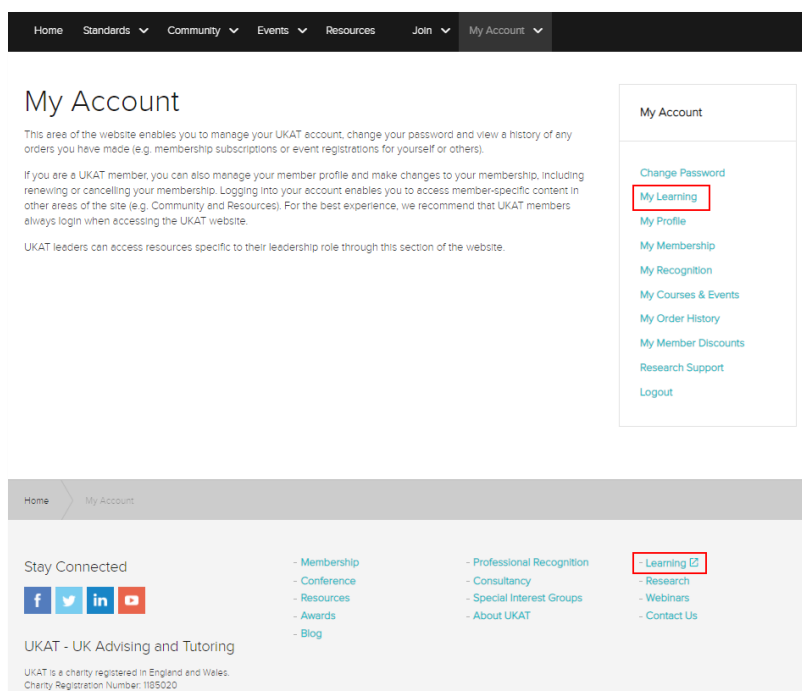 Home Standards Community Events Resources Join My Account
My Account
This area of the website enables you to manage your UKAT account, change your password and view a history of any
orders you have made (e.g. membership subscriptions or event registrations for yourself or others).
If you are a UKAT member, you can also manage your member profile and make changes to your membership, including
renewing or cancelling your membership. Logging into your account enables you to access member-specific content in
other areas of the site (e.g. Community and Resources). For the best experience, we recommend that UKAT members
always login when accessing the UKAT website.
UKAT leaders can access resources specific to their leadership role through this section of the website.
My Account
Change Password
My Learning
My Profile
My Membership
My Recognition
My Courses & Events
My Order History
My Member Discounts
Research Support
Logout
Home My Account
Stay Connected
f in
UKAT - UK Advising and Tutoring
UKAT is a charity registered in England and Wales.
Charity Registration Number: 1185020
- Membership
- Conference
- Resources
- Awards
- Blog
- Professional Recognition
- Consultancy
- Special Interest Groups
- About UKAT
- Learning
- Research
- Webinars
- Contact Us